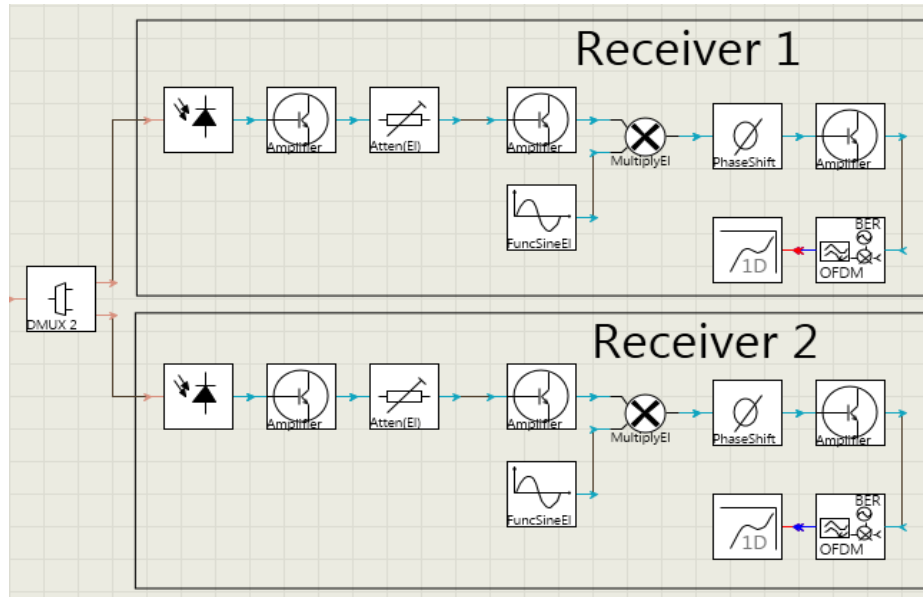 Receiver 1
Amplifier
Atten(El)
Amplifier
MultiplyEl
PhaseShift
Amplifier
FuncSineEl
1D
BER
OFDM
DMUX 2
Receiver 2
Amplifier
Atten(El)
Amplifier
MultiplyEl
PhaseShift
Amplifier
FuncSineEl
1D
BER
OFDM